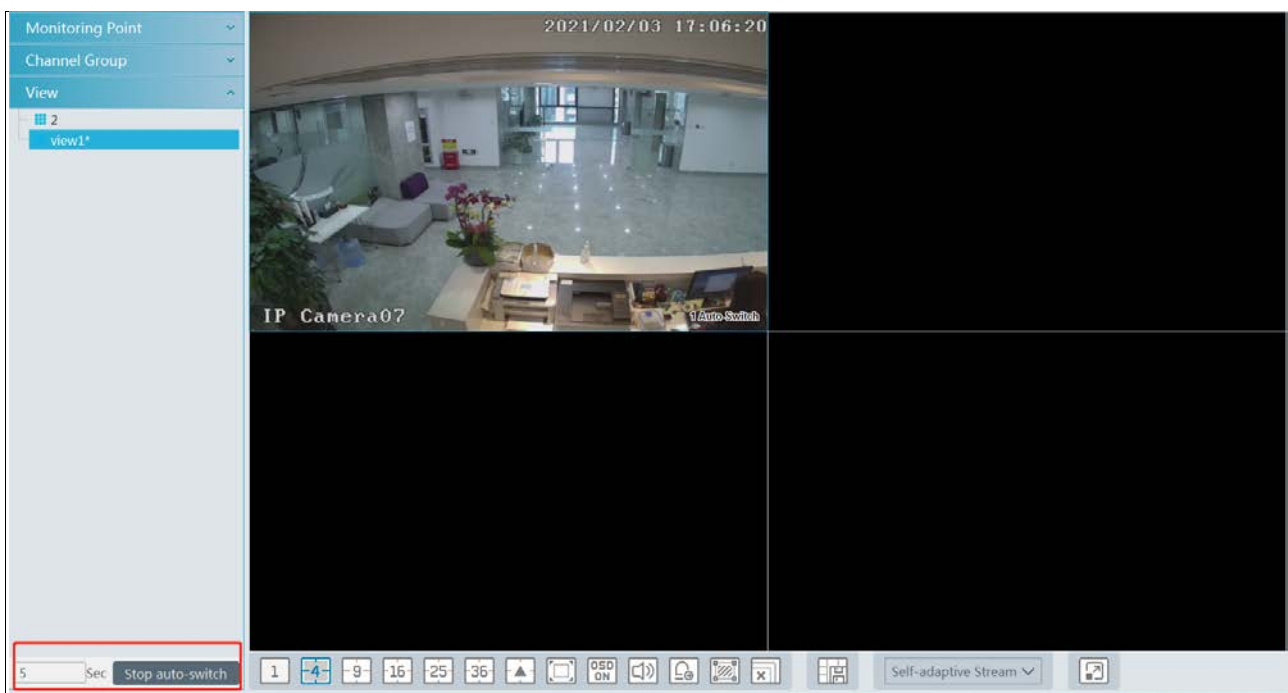 Monitoring Point
Channel Group
View
2
view1*
2021/02/03 17:06:20
IP Camera07
1 Auto-Switch
5 Sec Stop auto-switch
1 4 9 16 25 36 OSD ON Self-adaptive Stream